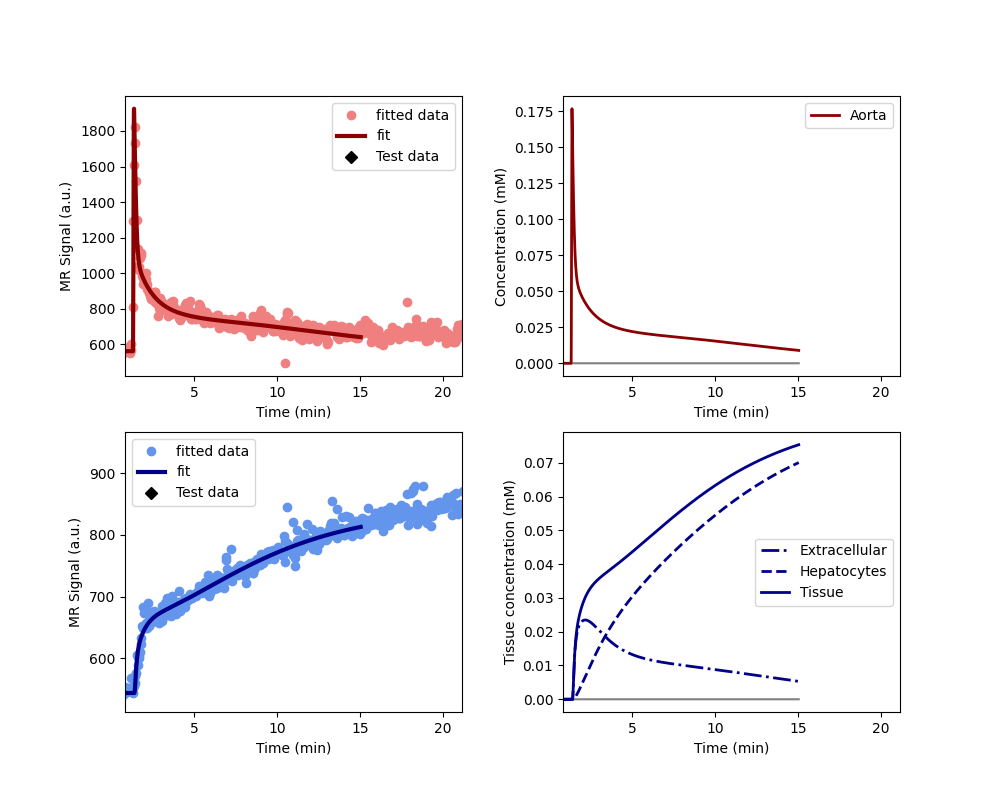 MR Signal (a.u.)
1800
1600
1400
1200
1000
800
600
fitted data
fit
Test data
5
10
15
20
Time (min)
Concentration (mM)
0.175
0.150
0.125
0.100
0.075
0.050
0.025
0.000
Aorta
5
10
15
20
Time (min)
MR Signal (a.u.)
900
800
700
600
fitted data
fit
Test data
5
10
15
20
Time (min)
Tissue concentration (mM)
0.07
0.06
0.05
0.04
0.03
0.02
0.01
0.00
Extracellular
Hepatocytes
Tissue
5
10
15
20
Time (min)